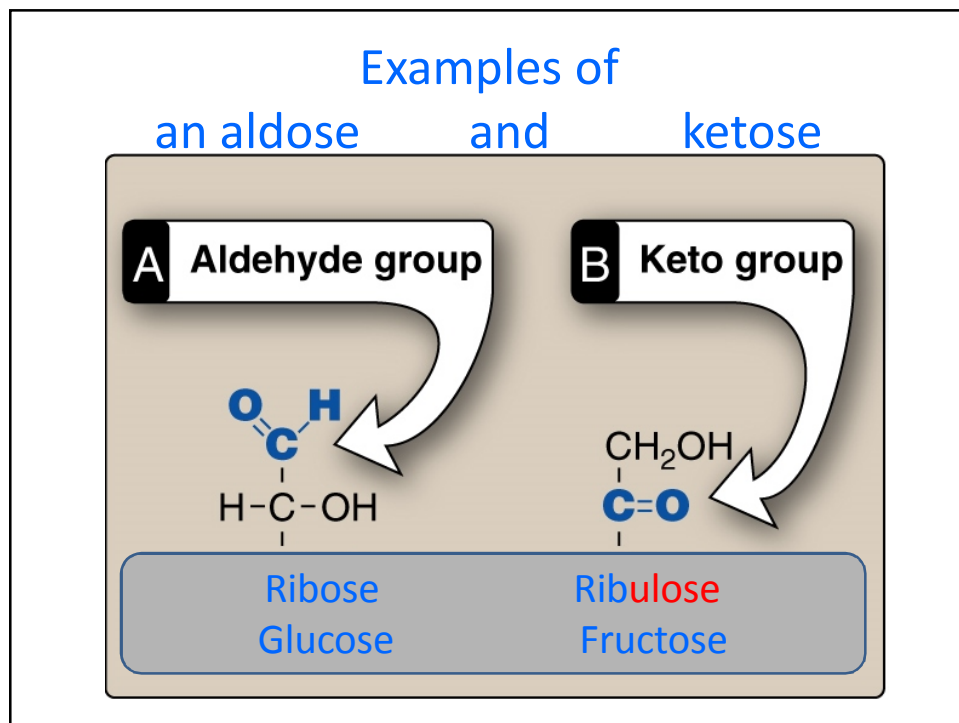 Examples of
an aldose and ketose
A Aldehyde group
B Keto group
O H
C
H-C-OH
CH₂OH
C=O
Ribose Ribulose
Glucose Fructose